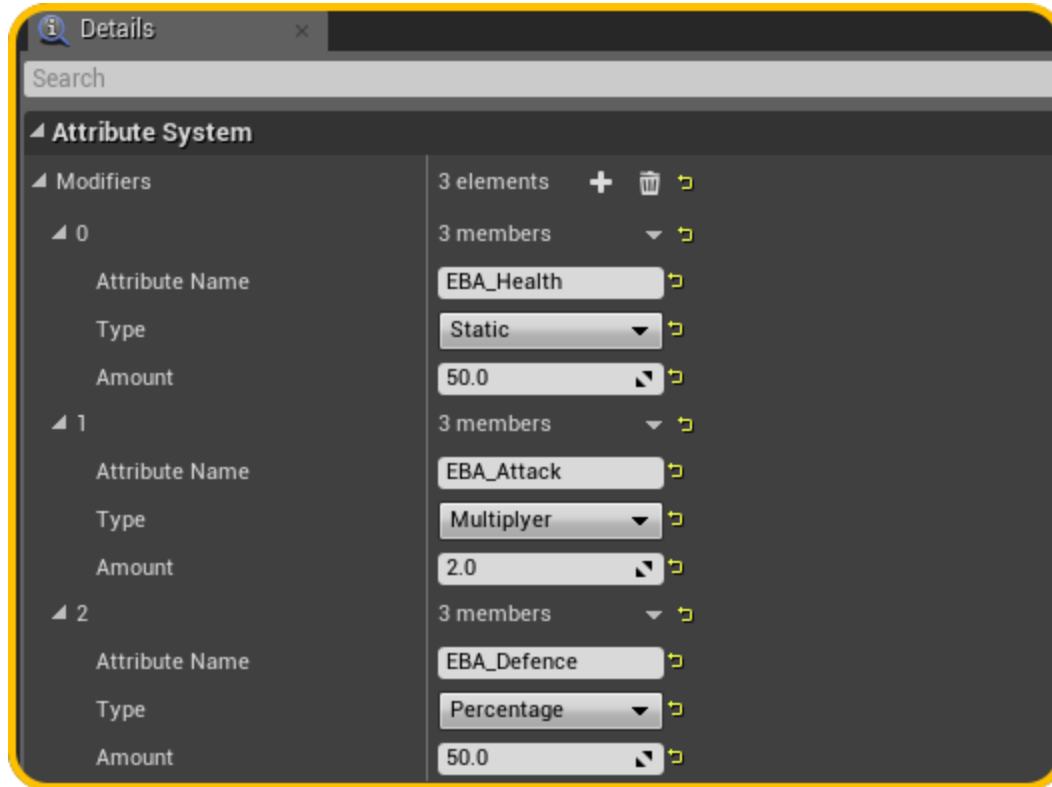 Details
Search
Attribute System
Modifiers 3 elements
0 3 members
Attribute Name EBA_Health
Type Static
Amount 50.0
1 3 members
Attribute Name EBA_Attack
Type Multiplyer
Amount 2.0
2 3 members
Attribute Name EBA_Defence
Type Percentage
Amount 50.0